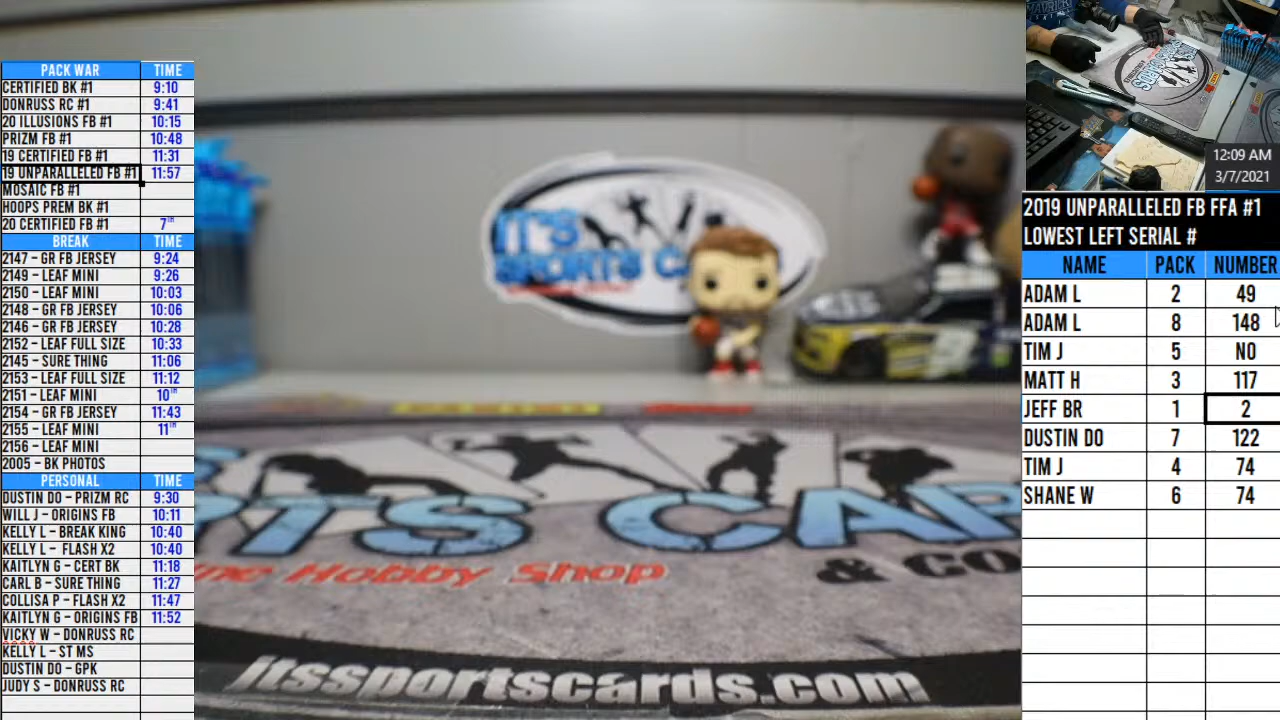 PACK WAR TIME
CERTIFIED BK #1 9:10
DONRUSS RC #1 9:41
20 ILLUSIONS FB #1 10:15
PRIZM FB #1 10:48
19 CERTIFIED FB #1 11:31
19 UNPARALLELED FB #1 11:57
MOSAIC FB #1
HOOPS PREM BK #1
20 CERTIFIED FB #1 7TH
BREAK TIME
2147 – GR FB JERSEY 9:24
2149 – LEAF MINI 9:26
2150 – LEAF MINI 10:03
2148 – GR FB JERSEY 10:06
2146 – GR FB JERSEY 10:28
2152 – LEAF FULL SIZE 10:33
2145 – SURE THING 11:06
2153 – LEAF FULL SIZE 11:12
2151 – LEAF MINI 10TH
2154 – GR FB JERSEY 11:43
2155 – LEAF MINI 11TH
2156 – LEAF MINI
2005 – BK PHOTOS
PERSONAL TIME
DUSTIN DO – PRIZM RC 9:30
WILL J – ORIGINS FB 10:11
KELLY L – BREAK KING 10:40
KELLY L – FLASH X2 10:40
KAITLYN G – CERT BK 11:18
CARL B – SURE THING 11:27
COLLISA P – FLASH X2 11:47
KAITLYN G – ORIGINS FB 11:52
VICKY W – DONRUSS RC
KELLY L – ST MS
DUSTIN DO – GPK
JUDY S – DONRUSS RC
IT'S
SPORTS CA
TS CAR
ne Hobby Shop
& CO
jtssportscards.com
12:09 AM
3/7/2021
2019 UNPARALLELED FB FFA #1
LOWEST LEFT SERIAL #
NAME PACK NUMBER
ADAM L 2 49
ADAM L 8 148
TIM J 5 NO
MATT H 3 117
JEFF BR 1 2
DUSTIN DO 7 122
TIM J 4 74
SHANE W 6 74